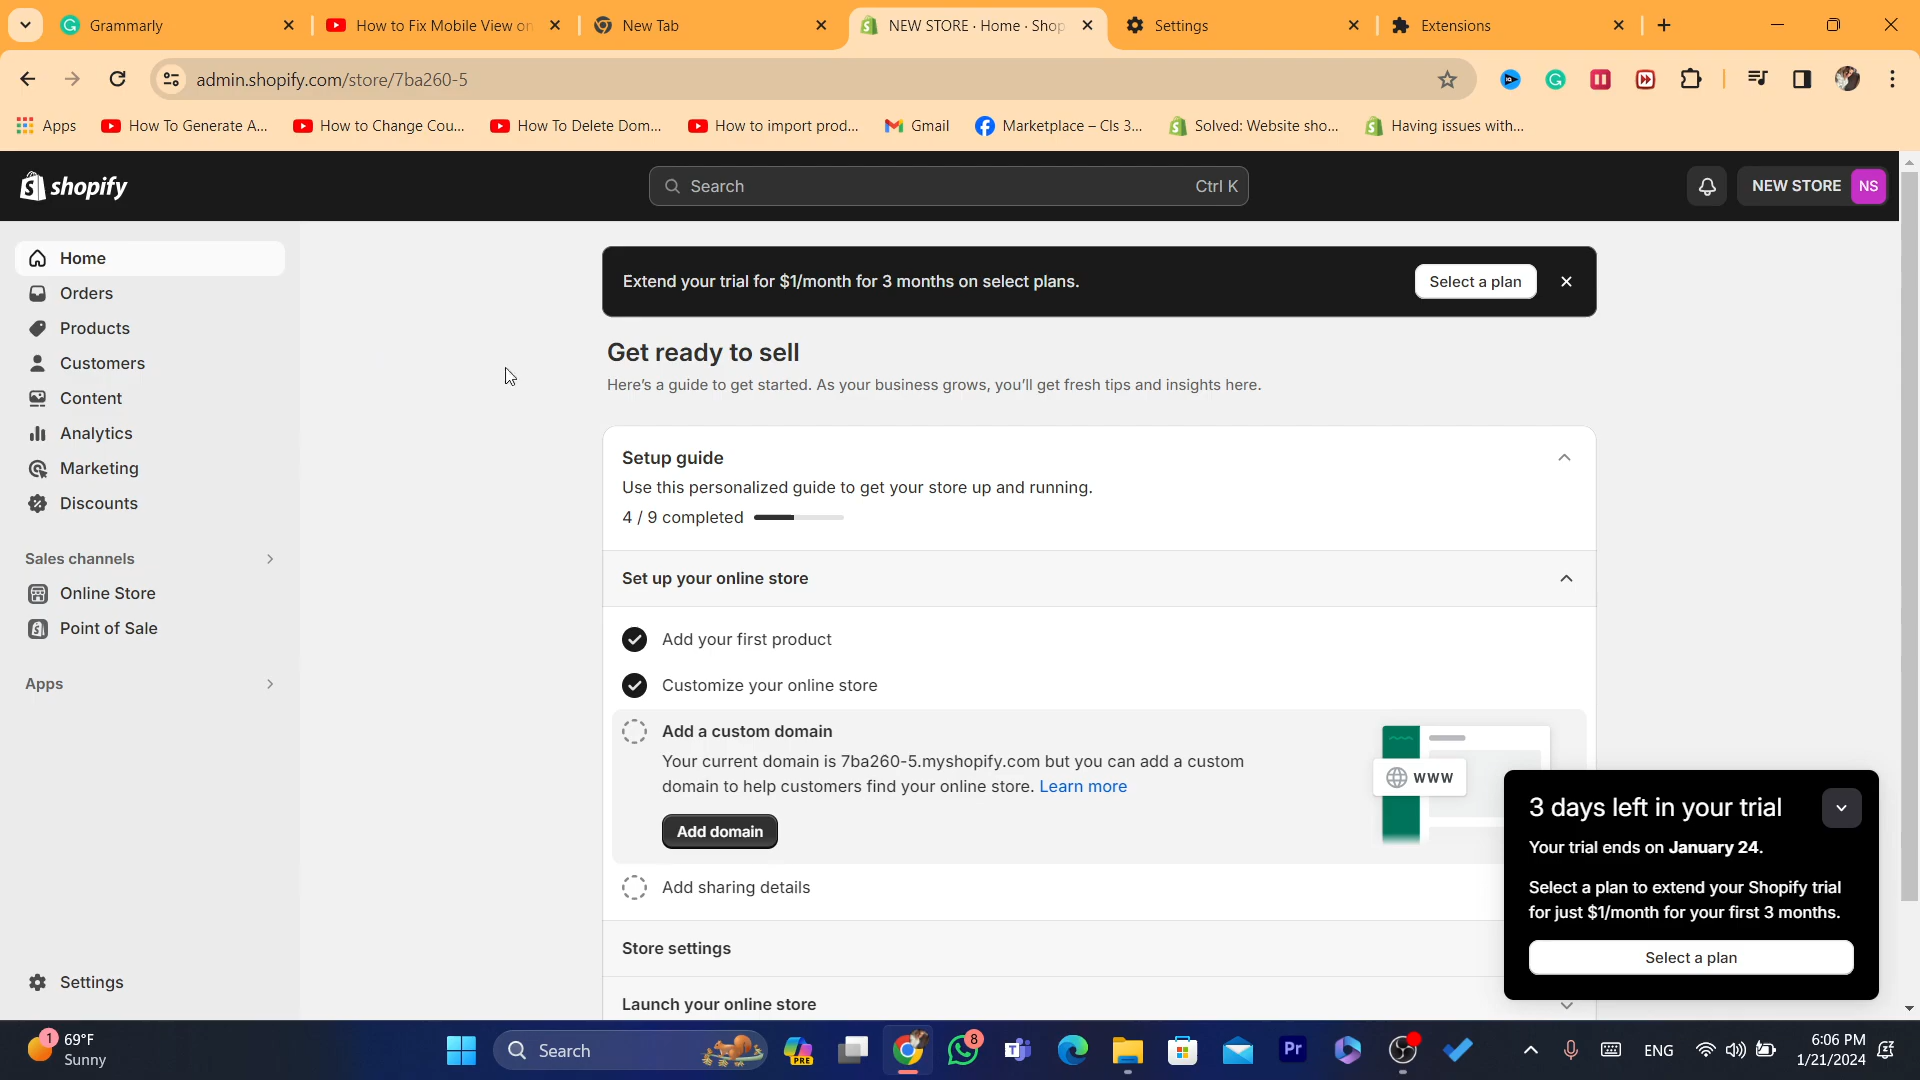 Grammarly
How to Fix Mobile View on
New Tab
NEW STORE · Home · Shop
Settings
Extensions
admin.shopify.com/store/7ba260-5
Apps
How To Generate A...
How to Change Cou...
How To Delete Dom...
How to import prod...
Gmail
Marketplace – Cls 3...
Solved: Website sho...
Having issues with...
shopify
Search
Ctrl K
NEW STORE
NS
Home
Orders
Products
Customers
Content
Analytics
Marketing
Discounts
Sales channels
Online Store
Point of Sale
Apps
Settings
Extend your trial for $1/month for 3 months on select plans.
Select a plan
Get ready to sell
Here's a guide to get started. As your business grows, you'll get fresh tips and insights here.
Setup guide
Use this personalized guide to get your store up and running.
4 / 9 completed
Set up your online store
Add your first product
Customize your online store
Add a custom domain
Your current domain is 7ba260-5.myshopify.com but you can add a custom
domain to help customers find your online store. Learn more
Add domain
www
Add sharing details
Store settings
Launch your online store
3 days left in your trial
Your trial ends on January 24.
Select a plan to extend your Shopify trial
for just $1/month for your first 3 months.
Select a plan
1
69°F
Sunny
Search
PRE
8
Pr
ENG
6:06 PM
1/21/2024